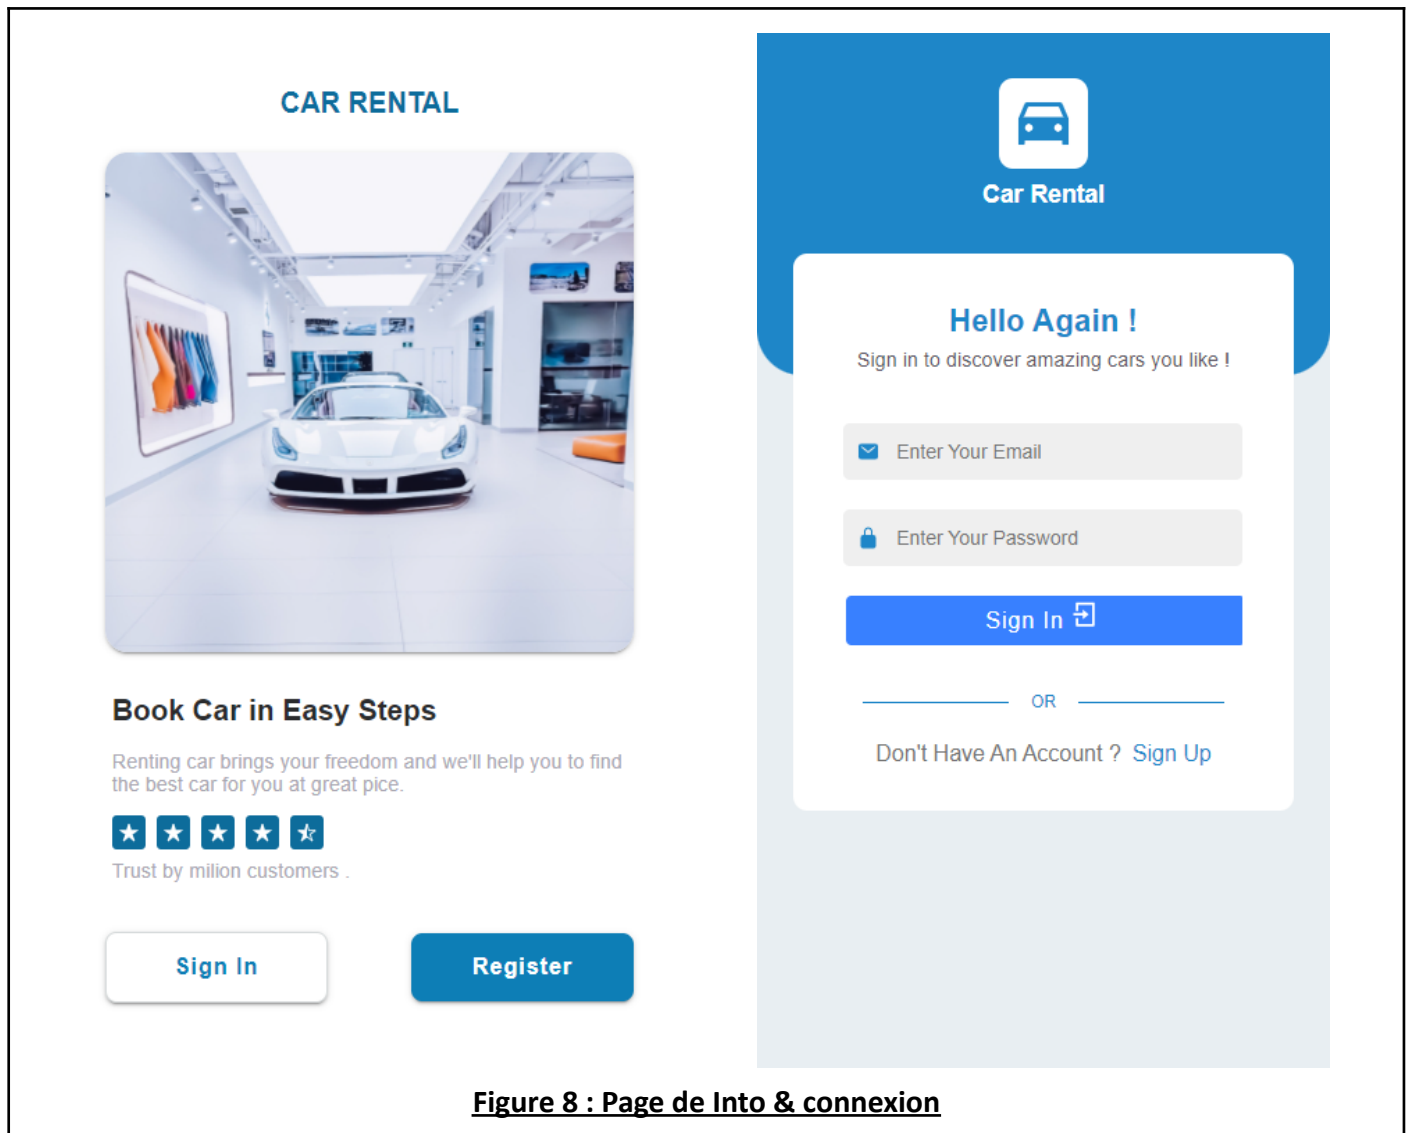 CAR RENTAL
Book Car in Easy Steps
Renting car brings your freedom and we'll help you to find
the best car for you at great pice.
Trust by milion customers .
Sign In
Register
Car Rental
Hello Again !
Sign in to discover amazing cars you like !
Enter Your Email
Enter Your Password
Sign In
OR
Don't Have An Account ? Sign Up
Figure 8 : Page de Into & connexion